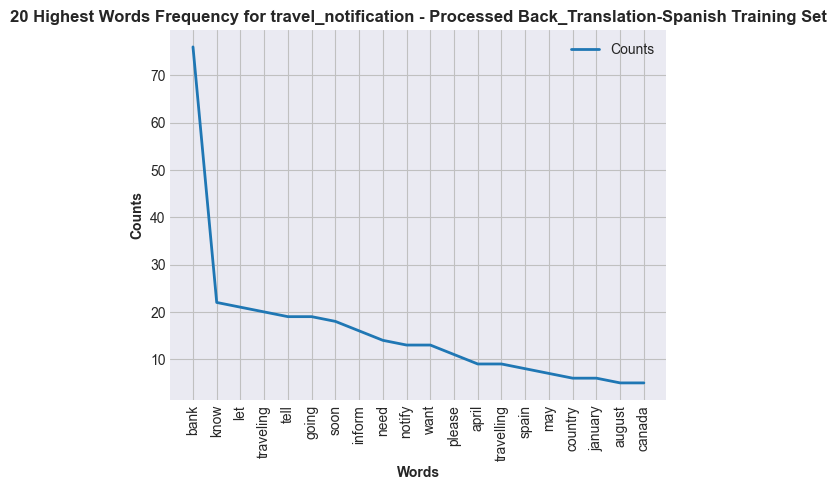 20 Highest Words Frequency for travel_notification - Processed Back_Translation-Spanish Training Set
Counts
Counts
70
60
50
40
30
20
10
bank
know
let
traveling
tell
going
soon
inform
need
notify
want
please
april
travelling
spain
may
country
january
august
canada
Words